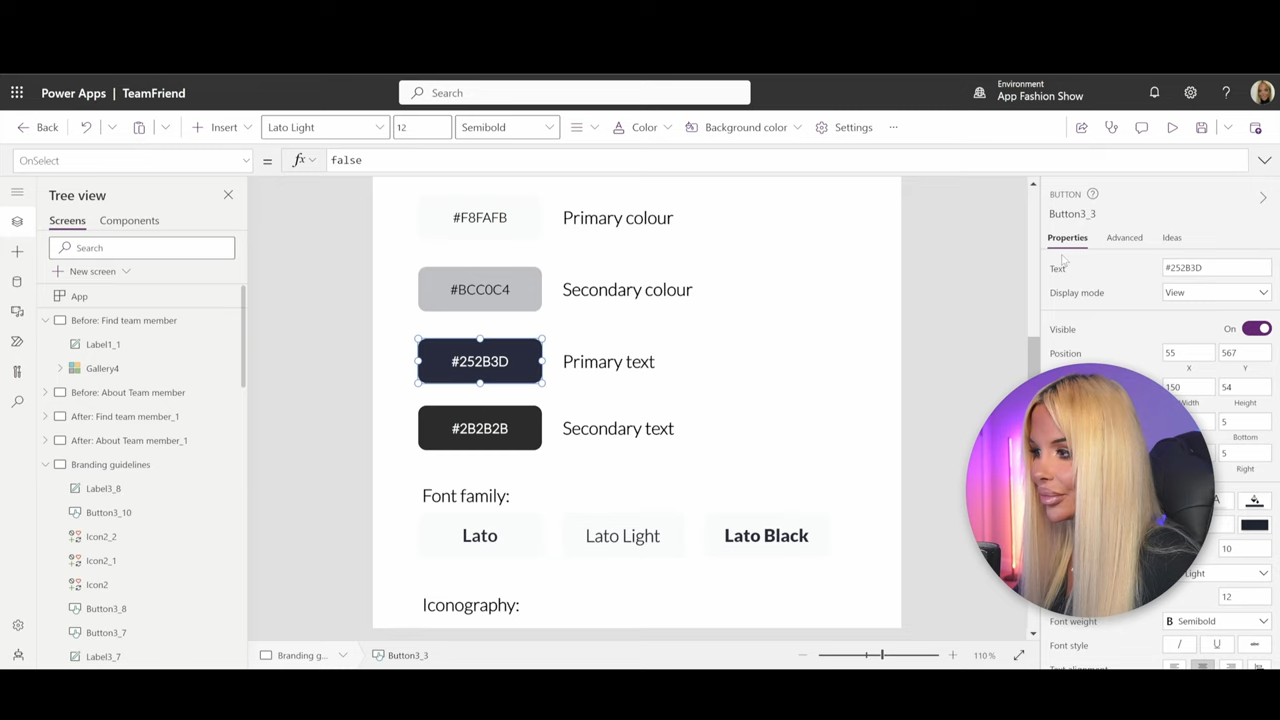 Power Apps | TeamFriend
Search
Environment
App Fashion Show
Back
Insert
Lato Light
12
Semibold
Color
Background color
Settings
OnSelect
=
fx
false
Tree view
Screens
Components
Search
New screen
App
Before: Find team member
Label1_1
Gallery4
Before: About Team member
After: Find team member_1
After: About Team member_1
Branding guidelines
Label3_8
Button3_10
Icon2_2
Icon2_1
Icon2
Button3_8
Button3_7
Label3_7
#F8FAFB
Primary colour
#BCC0C4
Secondary colour
#252B3D
Primary text
#2B2B2B
Secondary text
Font family:
Lato
Lato Light
Lato Black
Iconography:
Branding g...
Button3_3
110 %
BUTTON
Button3_3
Properties
Advanced
Ideas
Text
#252B3D
Display mode
View
Visible
On
Position
55
567
X
Y
150
54
Width
Height
5
Bottom
5
Right
10
Light
12
Font weight
B Semibold
Font style
/
U
Text alignment